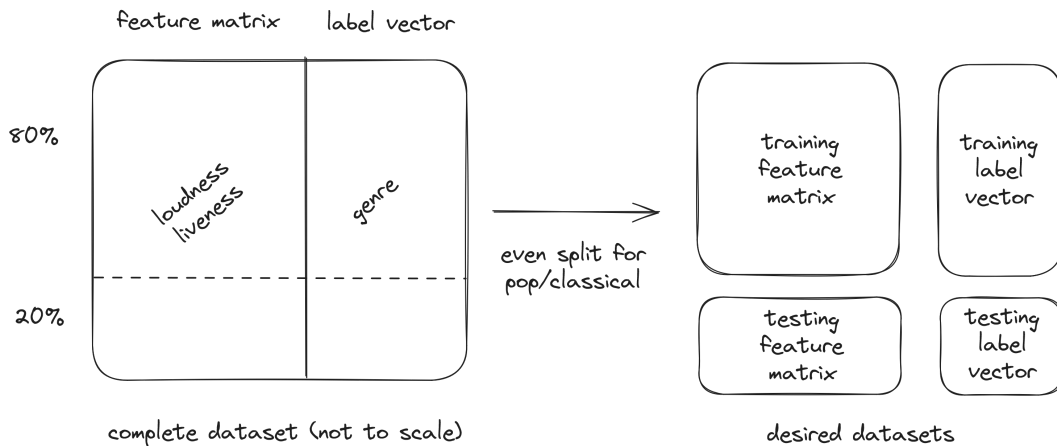 feature matrix
label vector
80%
20%
loudness
liveness
genre
complete dataset (not to scale)
even split for
pop/classical
training
feature
matrix
training
label
vector
testing
feature
matrix
testing
label
vector
desired datasets